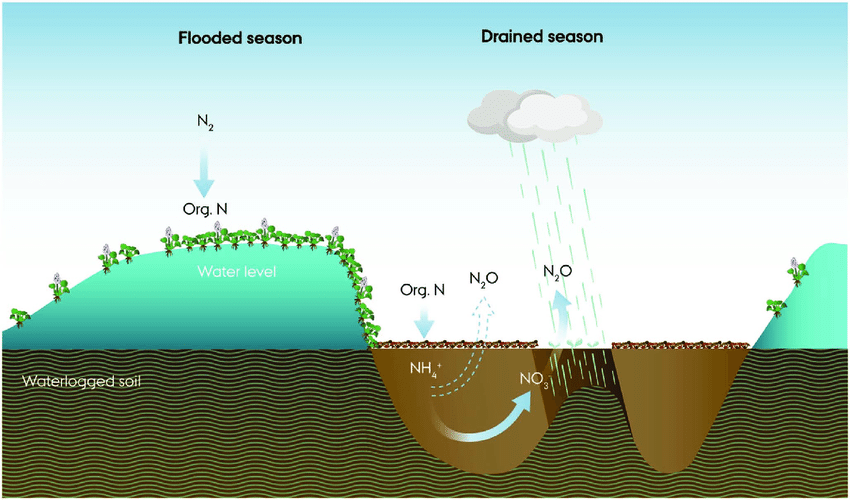 Flooded season
Drained season
N₂
Org. N
Water level
Org. N
N₂O
N₂O
NH₄⁺
NO₃
Waterlogged soil